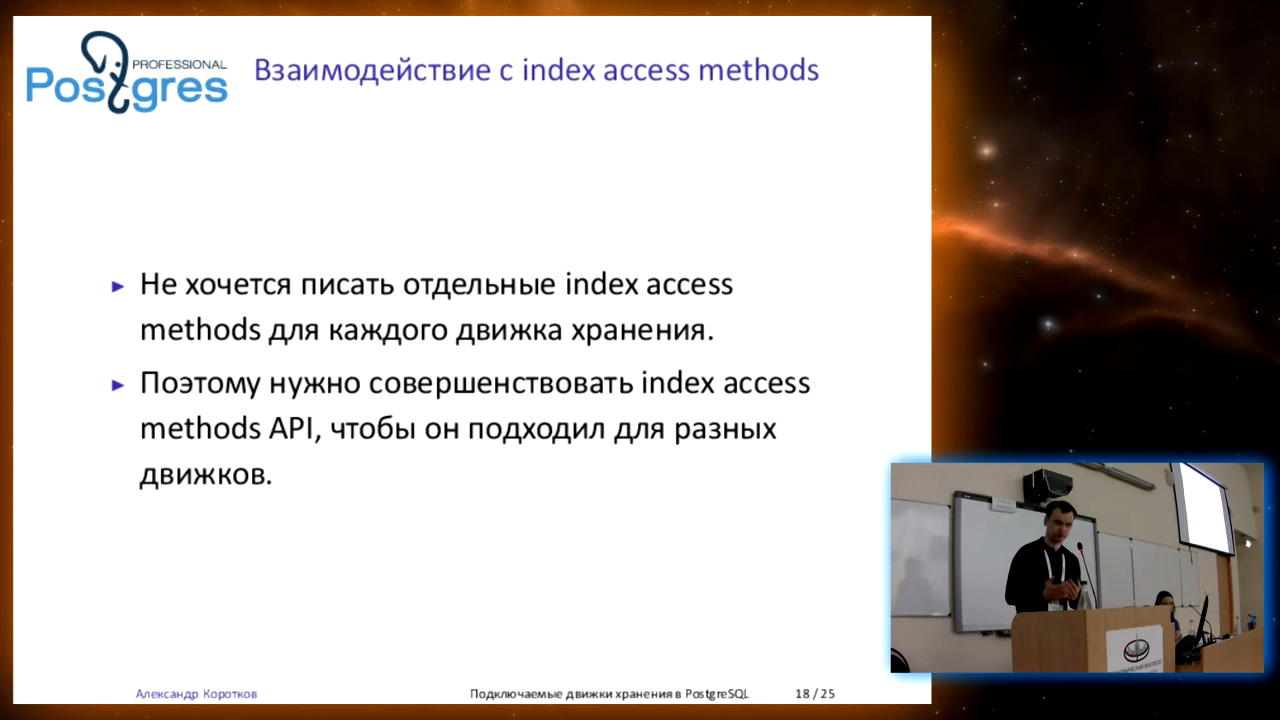 PROFESSIONAL
Postgres
Взаимодействие с index access methods
Не хочется писать отдельные index access
methods для каждого движка хранения.
Поэтому нужно совершенствовать index access
methods API, чтобы он подходил для разных
движков.
Александр Коротков
Подключаемые движки хранения в PostgreSQL
18 / 25